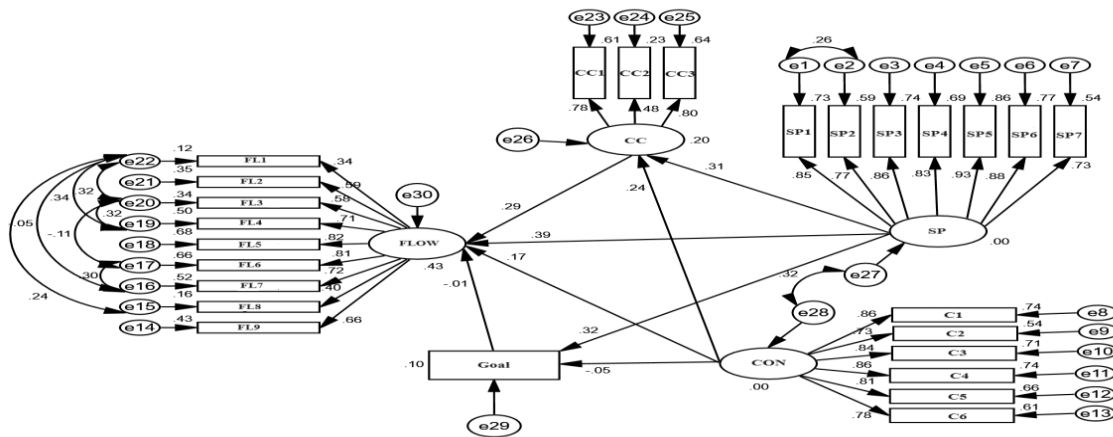 e23 e24 e25
.61 .23 .64
CC1 CC2 CC3
.78 .48 .80
e26 CC .20
.26
e1 e2 e3 e4 e5 e6 e7
.73 .59 .74 .69 .86 .77 .54
SP1 SP2 SP3 SP4 SP5 SP6 SP7
.85 .77 .86 .83 .93 .88 .73
SP .00
.31
.24
.29
.39
.17
-.01
.32
-.05
e22 .12 FL1 .34
e21 .35 FL2 .59
e20 .34 FL3 .58
e19 .50 FL4 .71
e18 .68 FL5 .82
e17 .66 FL6 .81
e16 .52 FL7 .72
e15 .16 FL8 .40
e14 .43 FL9 .66
.32
.34
.32
.05
-.11
.30
.24
e30
FLOW
.43
e27
.32
e28
.10 Goal
e29
CON
.00
.86 C1 .74 e8
.73 C2 .54 e9
.84 C3 .71 e10
.86 C4 .74 e11
.81 C5 .66 e12
.78 C6 .61 e13